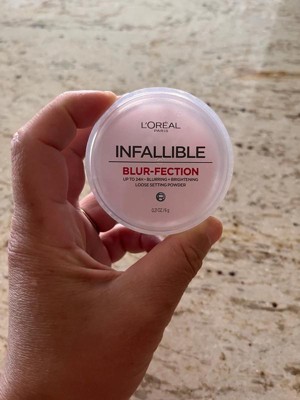 L'ORÉAL
PARIS
INFALLIBLE
BLUR-FECTION
UP TO 24H • BLURRING + BRIGHTENING
LOOSE SETTING POWDER